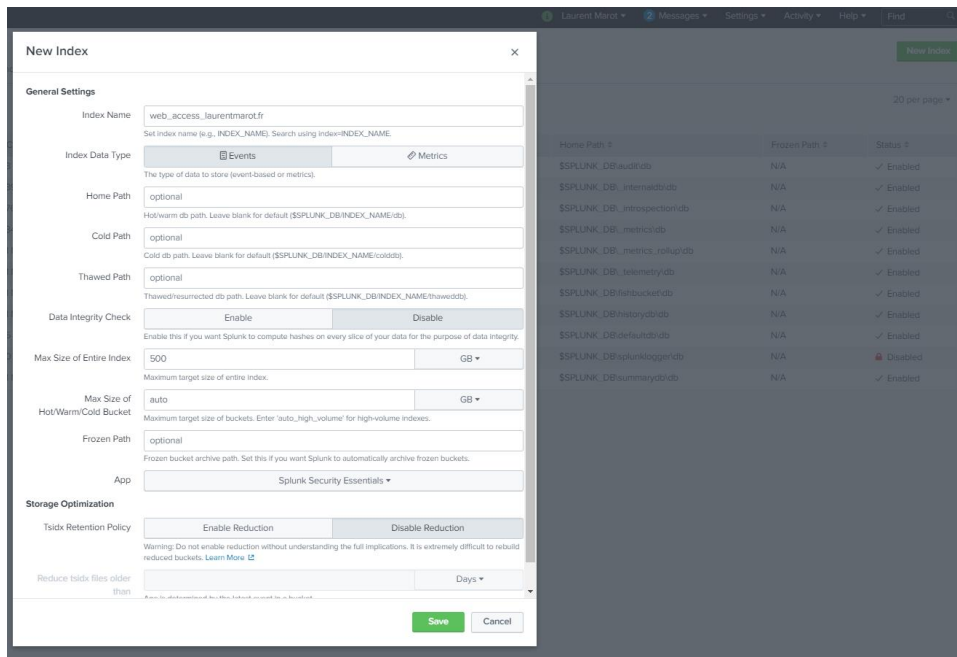 Laurent Marot
2 Messages
Settings
Activity
Help
Find
New Index
New Index
20 per page
General Settings
Index Name
web_access_laurentmarot.fr
Set index name (e.g., INDEX_NAME). Search using index=INDEX_NAME.
Index Data Type
Events
Metrics
The type of data to store (event-based or metrics).
Home Path
optional
Hot/warm db path. Leave blank for default ($SPLUNK_DB/INDEX_NAME/db).
Cold Path
optional
Cold db path. Leave blank for default ($SPLUNK_DB/INDEX_NAME/colddb).
Thawed Path
optional
Thawed/resurrected db path. Leave blank for default ($SPLUNK_DB/INDEX_NAME/thaweddb).
Data Integrity Check
Enable
Disable
Enable this if you want Splunk to compute hashes on every slice of your data for the purpose of data integrity.
Max Size of Entire Index
500
GB
Maximum target size of entire index.
Max Size of
Hot/Warm/Cold Bucket
auto
GB
Maximum target size of buckets. Enter 'auto_high_volume' for high-volume indexes.
Frozen Path
optional
Frozen bucket archive path. Set this if you want Splunk to automatically archive frozen buckets.
App
Splunk Security Essentials
Storage Optimization
Tsidx Retention Policy
Enable Reduction
Disable Reduction
Warning: Do not enable reduction without understanding the full implications. It is extremely difficult to rebuild
reduced buckets. Learn More
Reduce tsidx files older
than
Days
Age is determined by the latest event in a bucket.
Save
Cancel
Home Path
Frozen Path
Status
$SPLUNK_DB\audit\db
N/A
Enabled
$SPLUNK_DB\_internaldb\db
N/A
Enabled
$SPLUNK_DB\_introspection\db
N/A
Enabled
$SPLUNK_DB\_metrics\db
N/A
Enabled
$SPLUNK_DB\_metrics_rollup\db
N/A
Enabled
$SPLUNK_DB\_telemetry\db
N/A
Enabled
$SPLUNK_DB\fishbucket\db
N/A
Enabled
$SPLUNK_DB\historydb\db
N/A
Enabled
$SPLUNK_DB\defaultdb\db
N/A
Enabled
$SPLUNK_DB\splunklogger\db
N/A
Disabled
$SPLUNK_DB\summarydb\db
N/A
Enabled